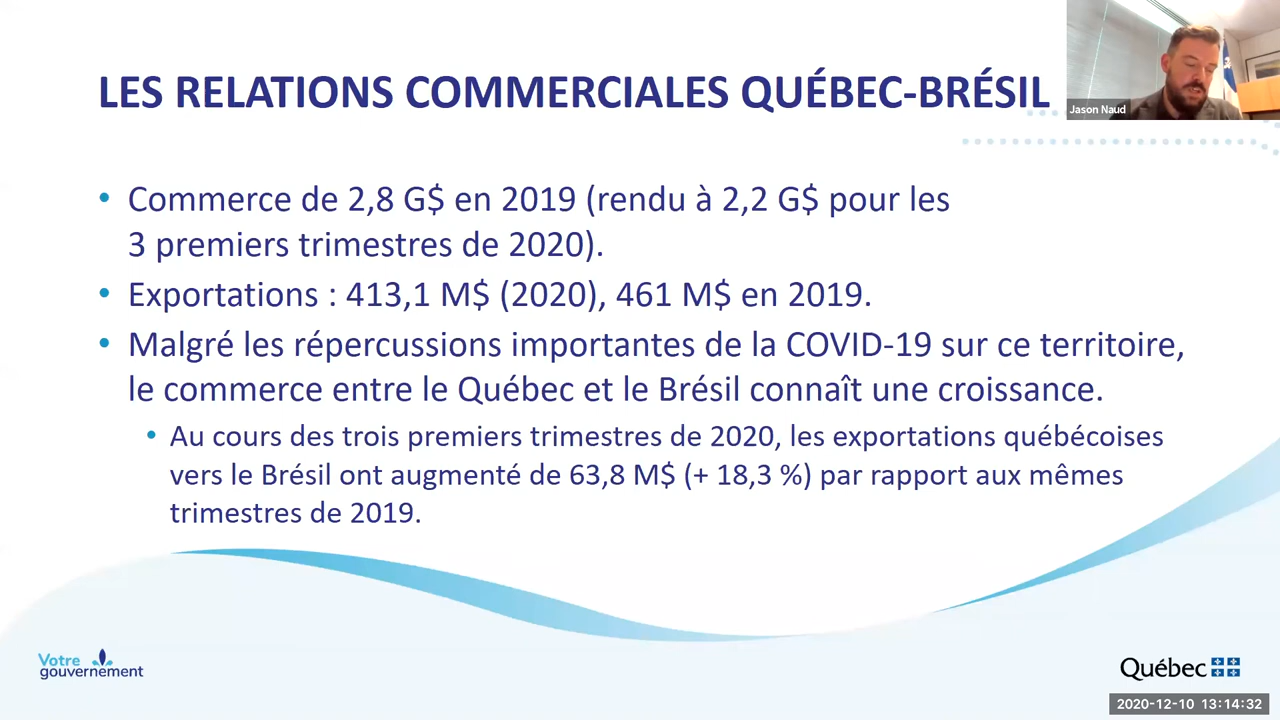 LES RELATIONS COMMERCIALES QUÉBEC-BRÉSIL
Jason Naud
• Commerce de 2,8 G$ en 2019 (rendu à 2,2 G$ pour les
3 premiers trimestres de 2020).
• Exportations : 413,1 M$ (2020), 461 M$ en 2019.
• Malgré les répercussions importantes de la COVID-19 sur ce territoire,
le commerce entre le Québec et le Brésil connaît une croissance.
• Au cours des trois premiers trimestres de 2020, les exportations québécoises
vers le Brésil ont augmenté de 63,8 M$ (+ 18,3 %) par rapport aux mêmes
trimestres de 2019.
Votre
gouvernement
Québec
2020-12-10 13:14:32